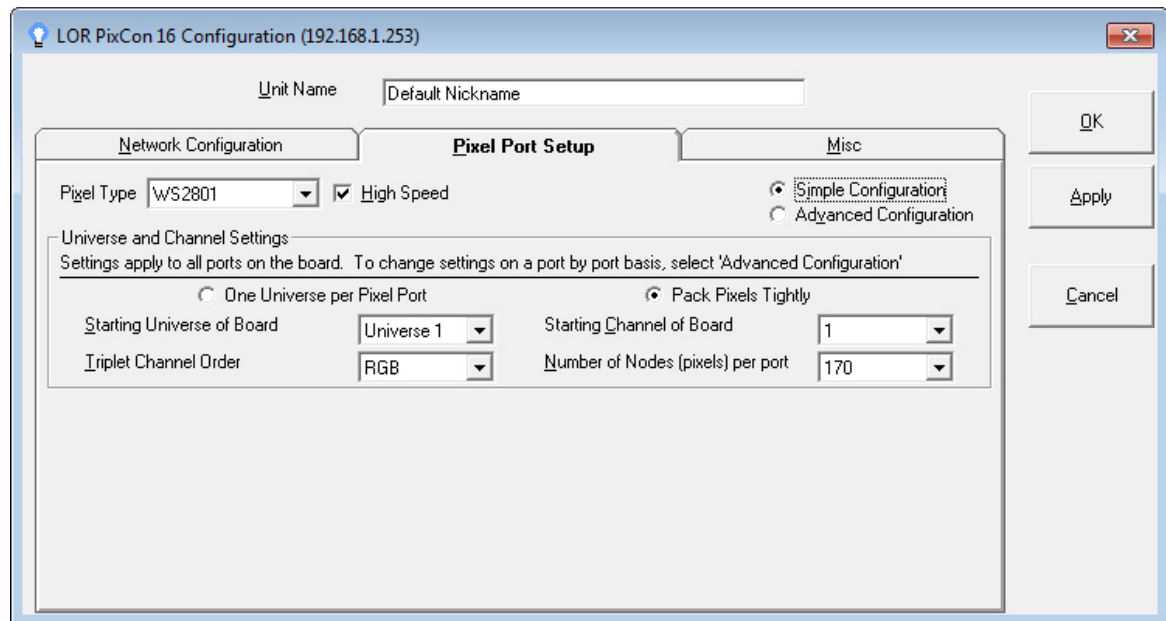 LOR PixCon 16 Configuration (192.168.1.253)
Unit Name Default Nickname
OK
Network Configuration Pixel Port Setup Misc
Pixel Type WS2801 High Speed Simple Configuration
Apply
Advanced Configuration
Universe and Channel Settings
Settings apply to all ports on the board. To change settings on a port by port basis, select 'Advanced Configuration'
One Universe per Pixel Port Pack Pixels Tightly
Cancel
Starting Universe of Board Universe 1 Starting Channel of Board 1
Triplet Channel Order RGB Number of Nodes (pixels) per port 170